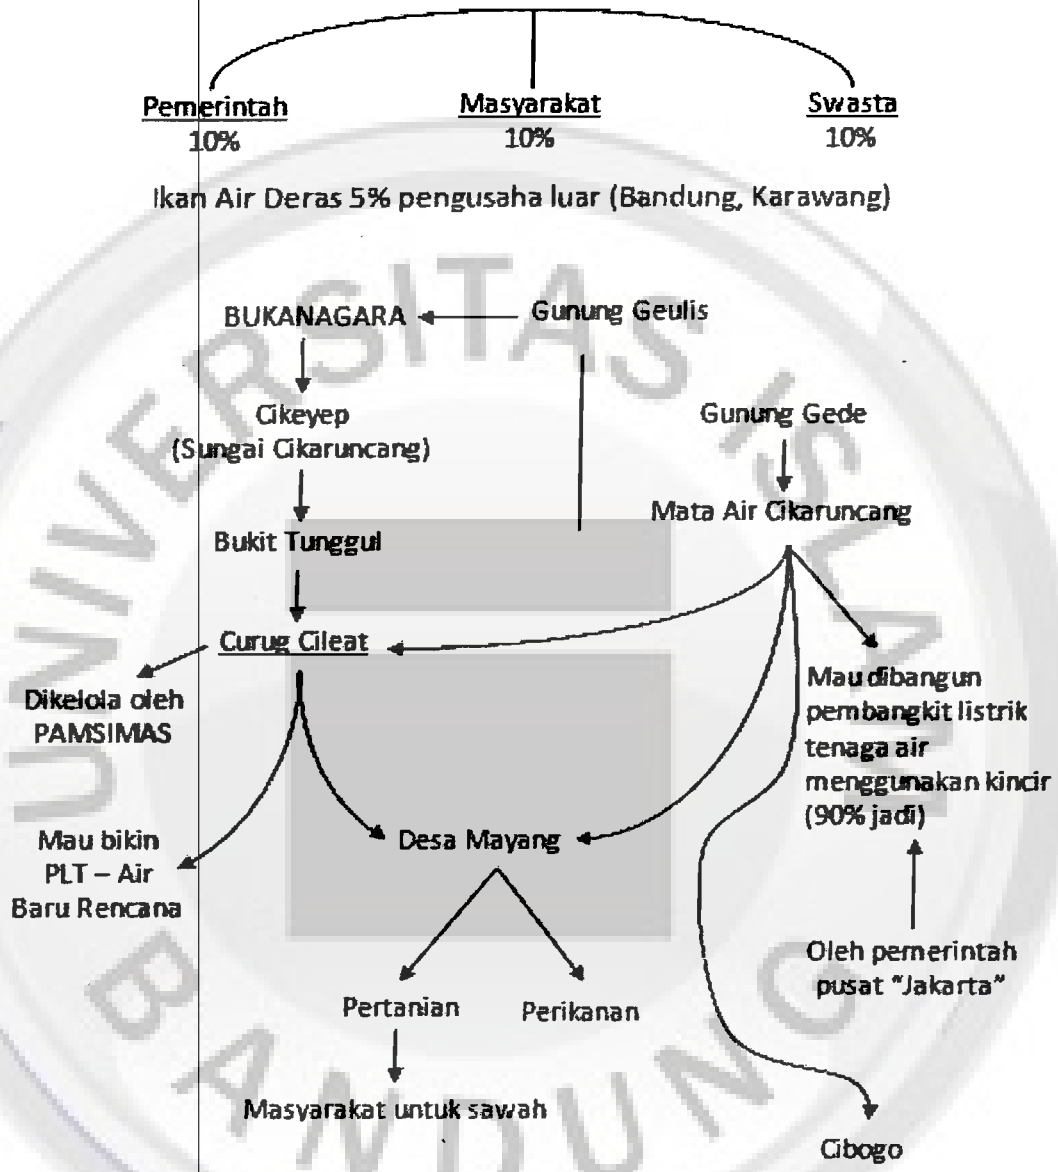 Pemerintah Masyarakat Swasta
10% 10% 10%
Ikan Air Deras 5% pengusaha luar (Bandung, Karawang)
BUKANAGARA Gunung Geulis
Cikeyep
(Sungai Cikaruncang)
Gunung Gede
Mata Air Cikaruncang
Bukit Tunggul
Curug Cileat
Dikelola oleh
PAMSIMAS
Mau dibangun
pembangkit listrik
tenaga air
menggunakan kincir
(90% jadi)
Mau bikin
PLT – Air
Baru Rencana
Desa Mayang
Oleh pemerintah
pusat "Jakarta"
Pertanian Perikanan
Masyarakat untuk sawah
Cibogo
UNIVERSITAS ISLAM
BANDUNG